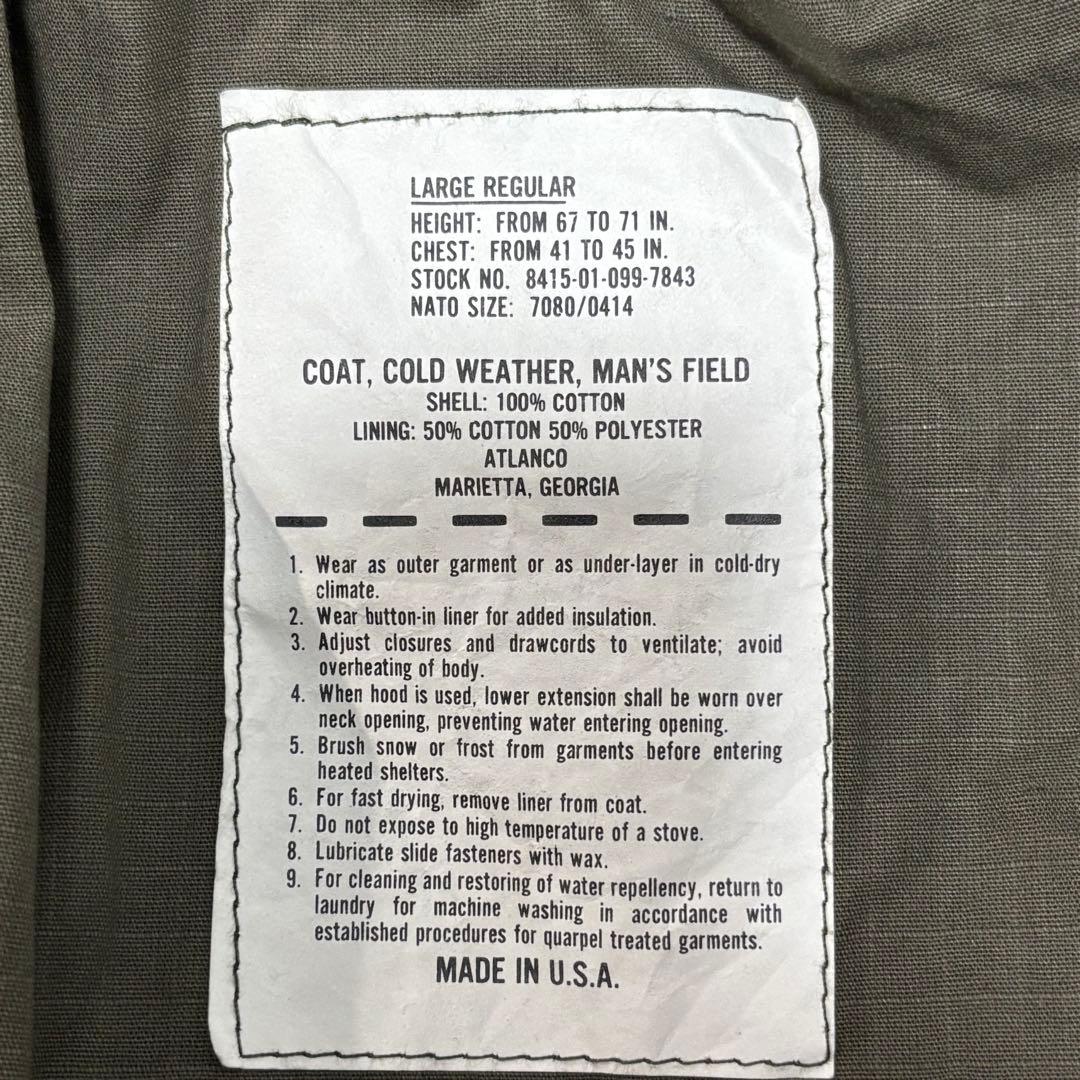 LARGE REGULAR
HEIGHT: FROM 67 TO 71 IN.
CHEST: FROM 41 TO 45 IN.
STOCK NO. 8415-01-099-7843
NATO SIZE: 7080/0414
COAT, COLD WEATHER, MAN'S FIELD
SHELL: 100% COTTON
LINING: 50% COTTON 50% POLYESTER
ATLANCO
MARIETTA, GEORGIA
1. Wear as outer garment or as under-layer in cold-dry
climate.
2. Wear button-in liner for added insulation.
3. Adjust closures and drawcords to ventilate; avoid
overheating of body.
4. When hood is used, lower extension shall be worn over
neck opening, preventing water entering opening.
5. Brush snow or frost from garments before entering
heated shelters.
6. For fast drying, remove liner from coat.
7. Do not expose to high temperature of a stove.
8. Lubricate slide fasteners with wax.
9. For cleaning and restoring of water repellency, return to
laundry for machine washing in accordance with
established procedures for quarpel treated garments.
MADE IN U.S.A.